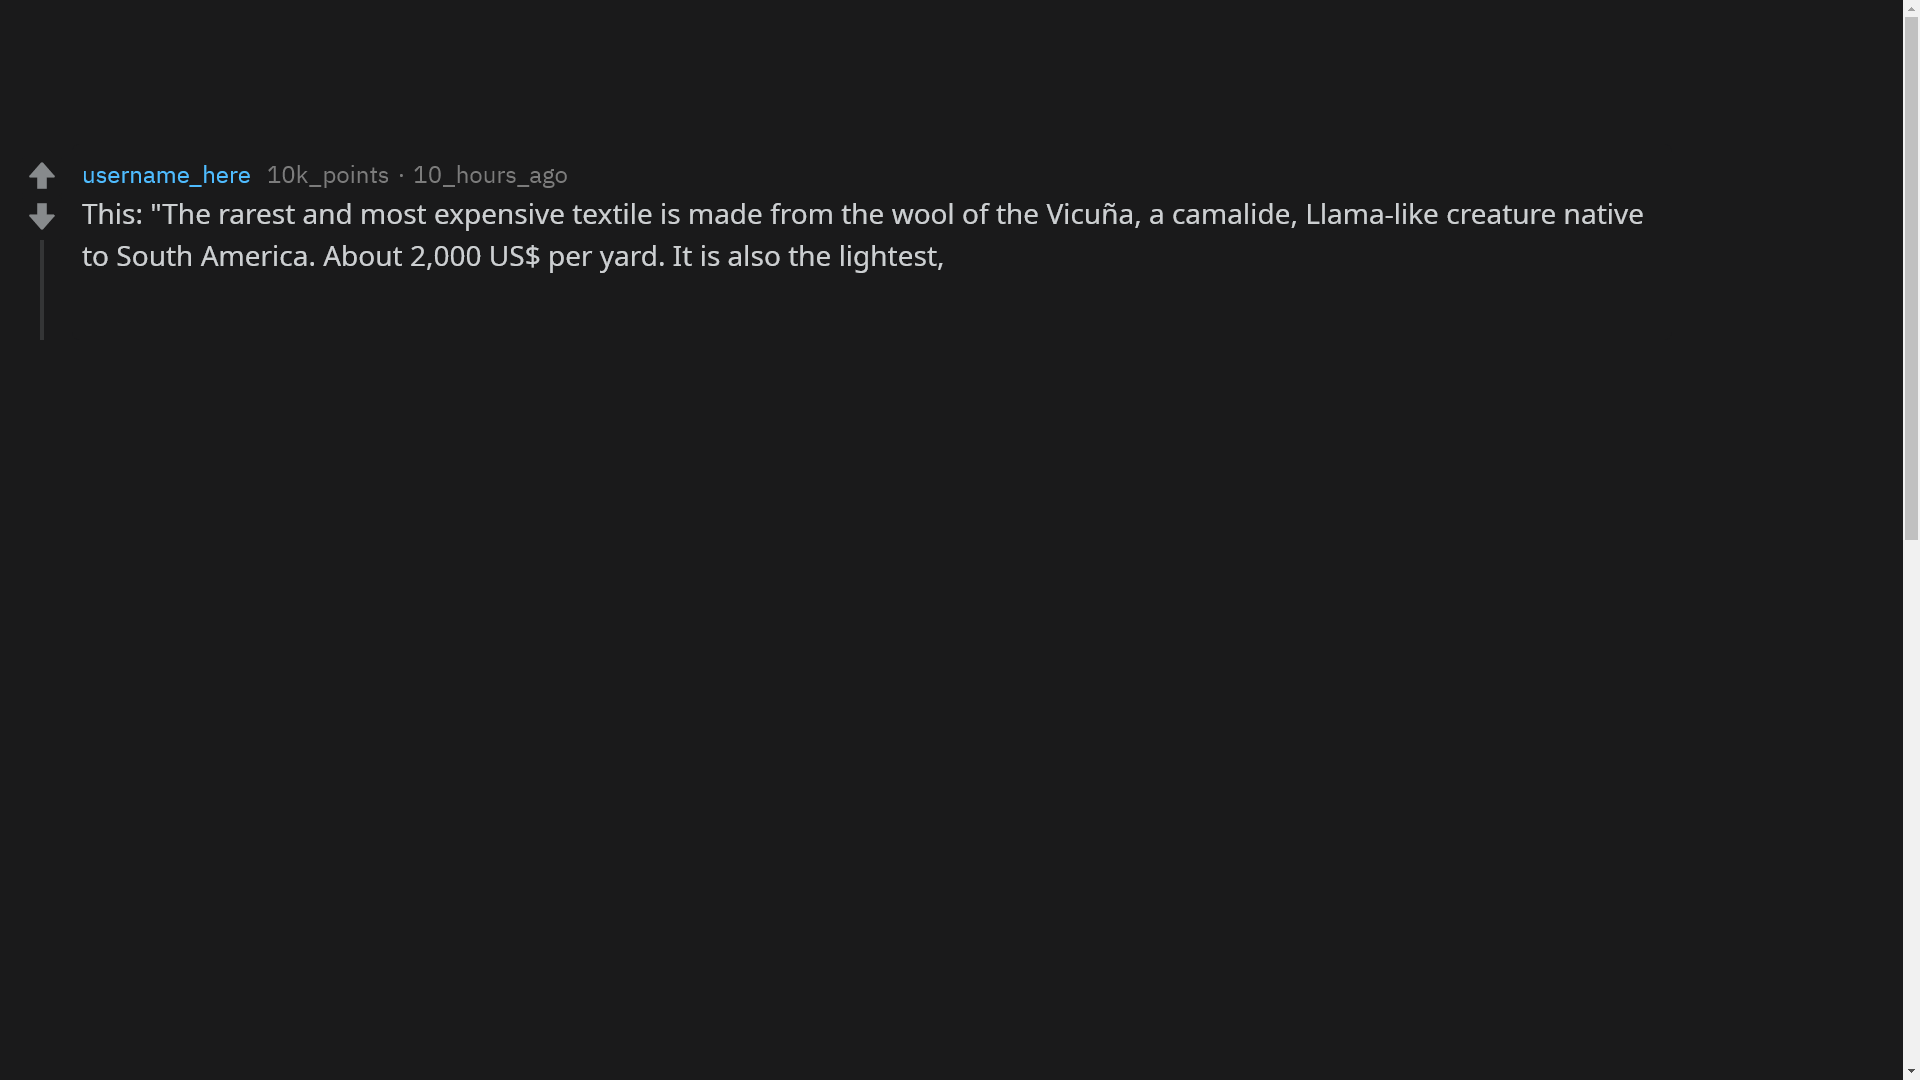 username_here 10k_points · 10_hours_ago
This: "The rarest and most expensive textile is made from the wool of the Vicuña, a camalide, Llama-like creature native
to South America. About 2,000 US$ per yard. It is also the lightest,